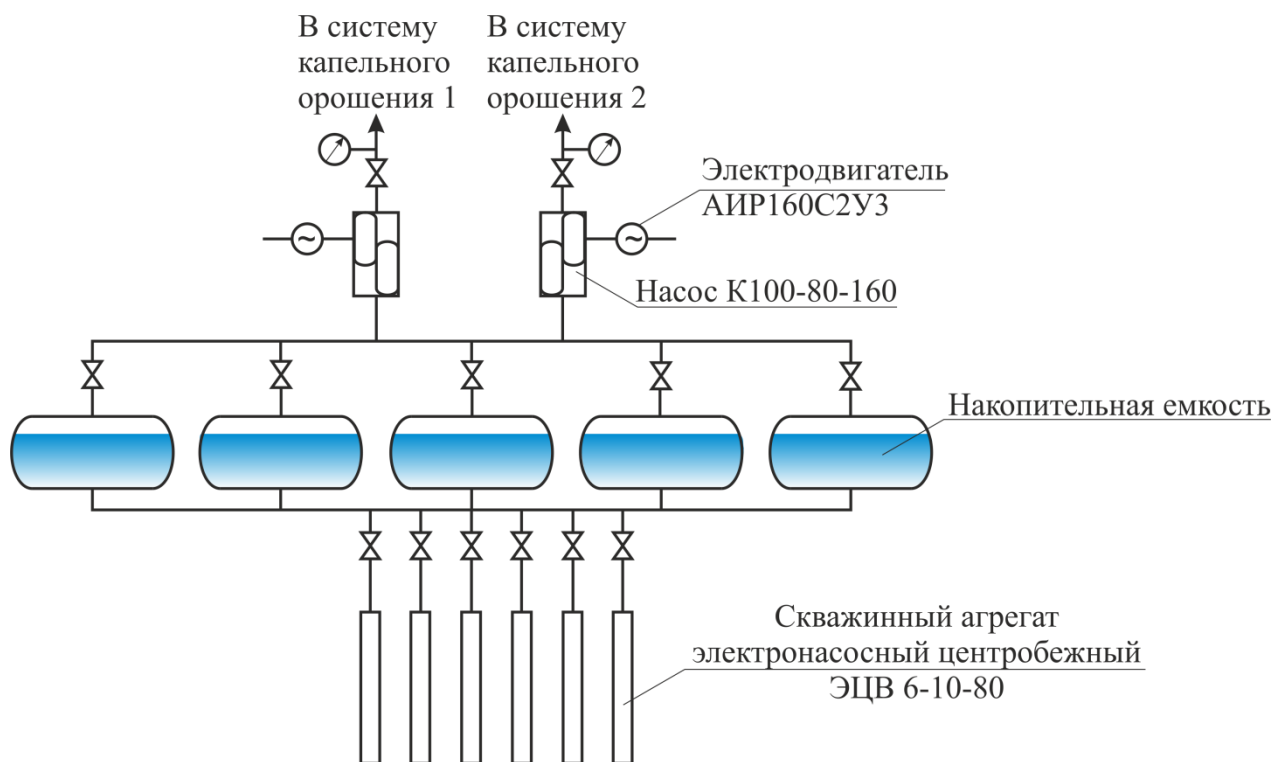 В систему
капельного
орошения 1
В систему
капельного
орошения 2
Электродвигатель
АИР160С2У3
Насос К100-80-160
Накопительная емкость
Скважинный агрегат
электронасосный центробежный
ЭЦВ 6-10-80